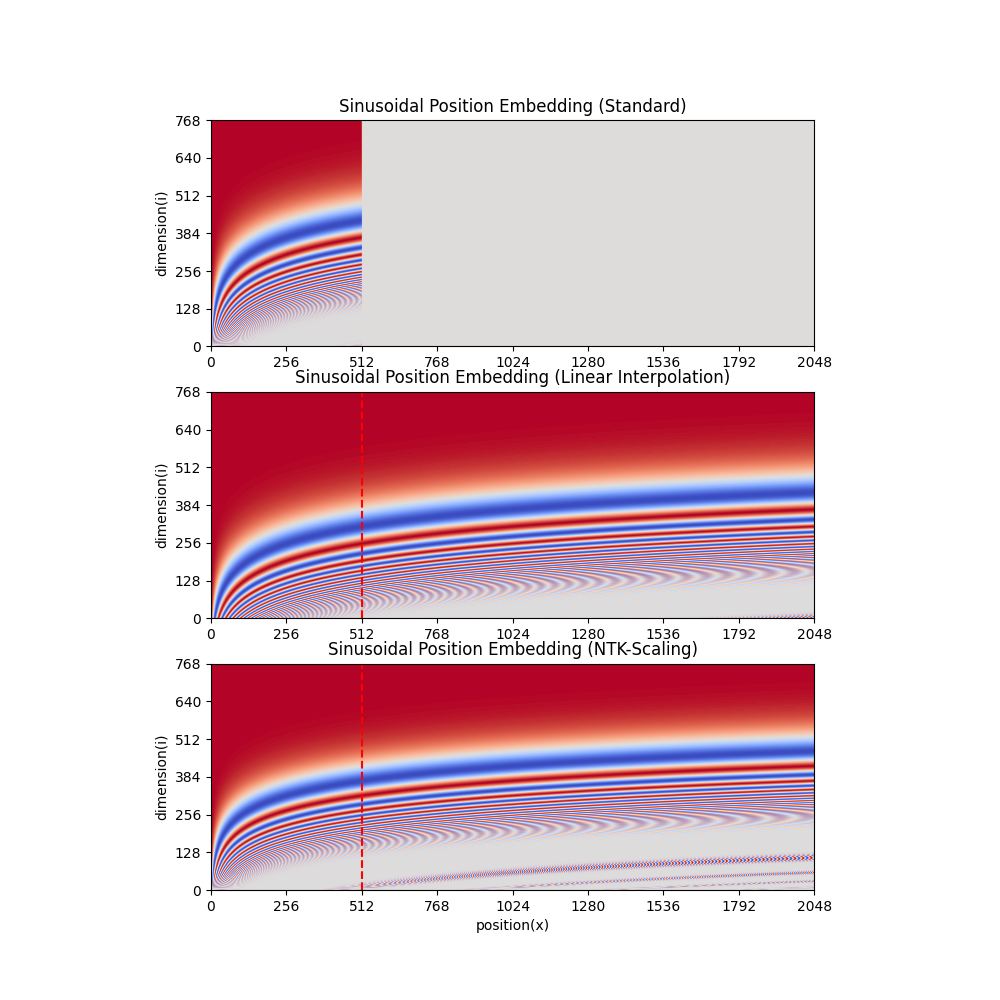 Sinusoidal Position Embedding (Standard)
768
640
512
384
256
128
0
dimension(i)
0 256 512 768 1024 1280 1536 1792 2048
Sinusoidal Position Embedding (Linear Interpolation)
768
640
512
384
256
128
0
dimension(i)
0 256 512 768 1024 1280 1536 1792 2048
Sinusoidal Position Embedding (NTK-Scaling)
768
640
512
384
256
128
0
dimension(i)
0 256 512 768 1024 1280 1536 1792 2048
position(x)